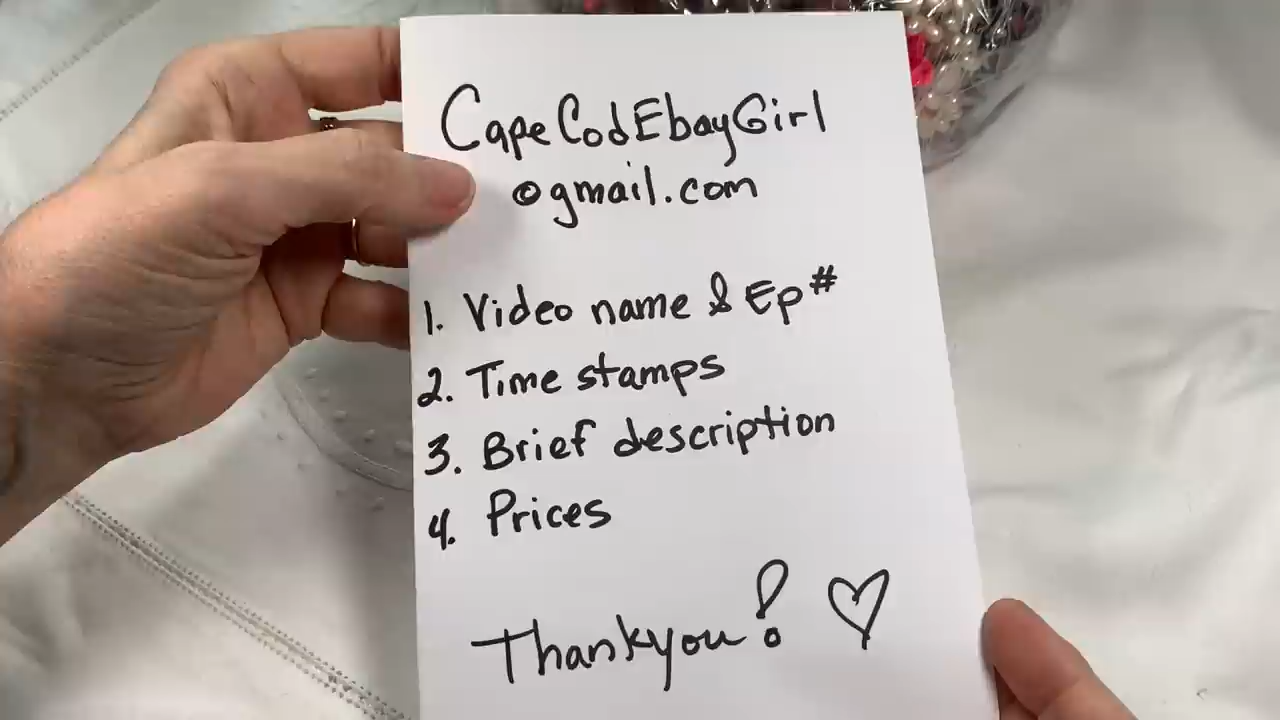 CapeCodEbayGirl
@gmail.com
1. Video name & Ep#
2. Time stamps
3. Brief description
4. Prices
Thankyou! ♡